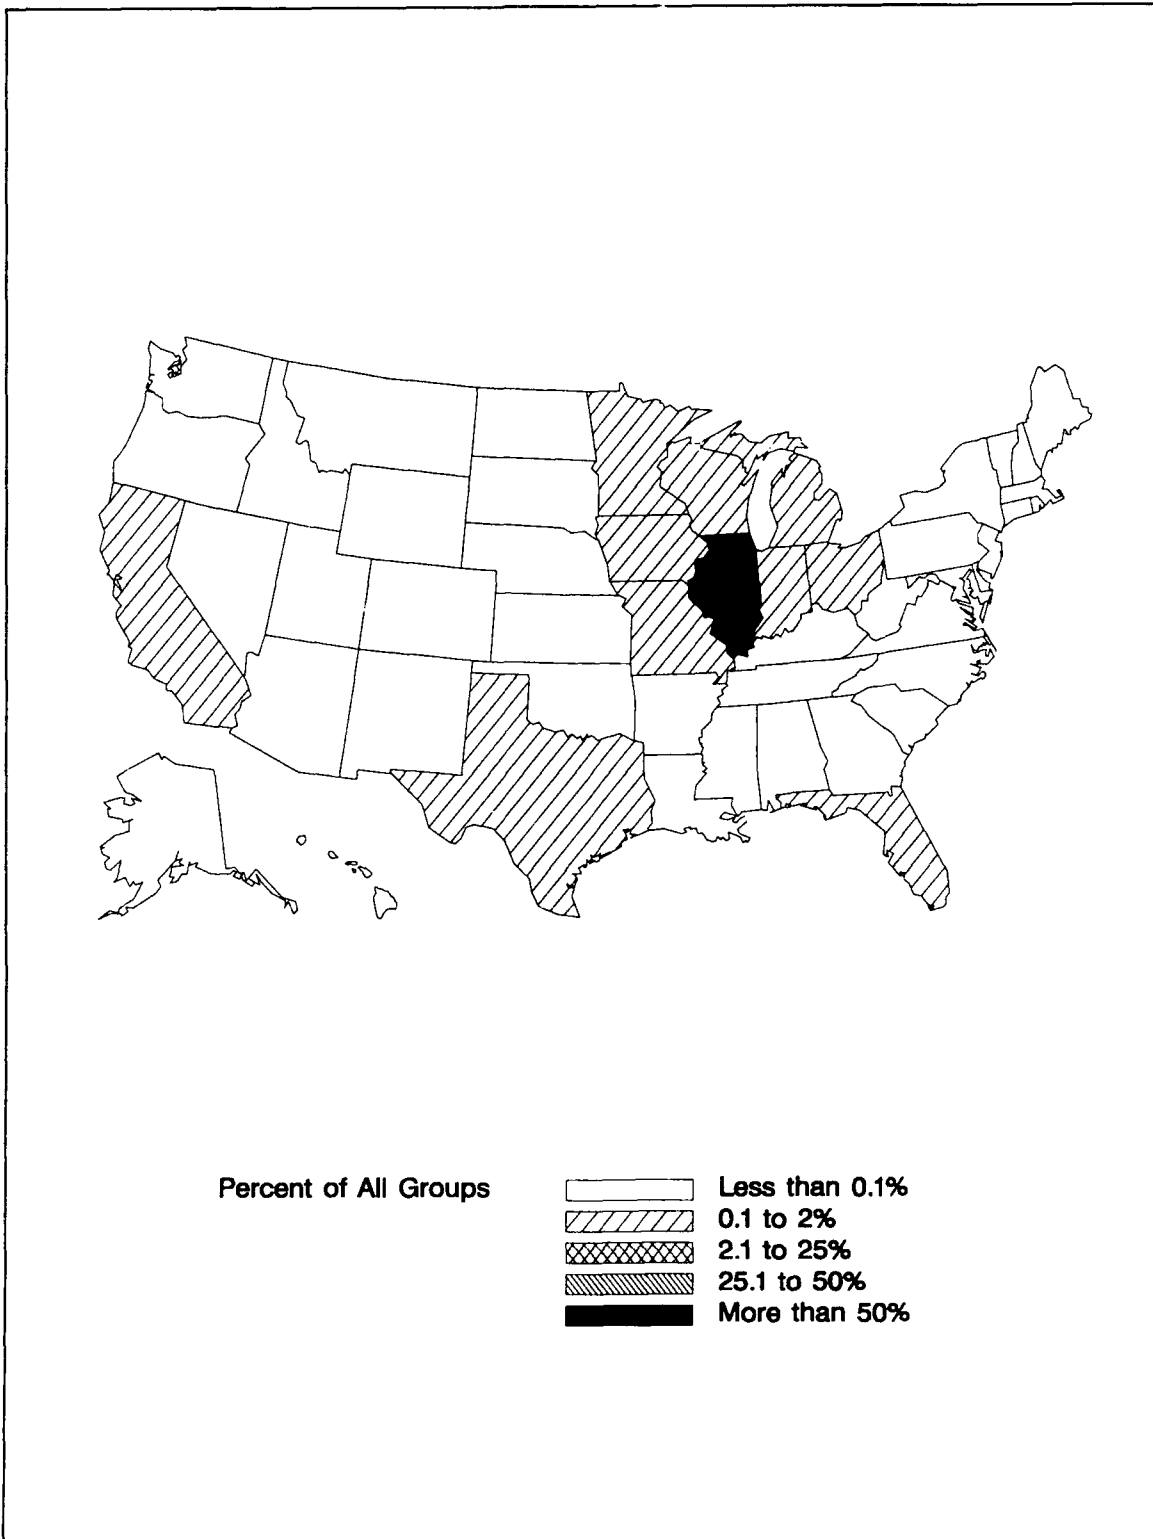 Percent of All Groups
Less than 0.1%
0.1 to 2%
2.1 to 25%
25.1 to 50%
More than 50%